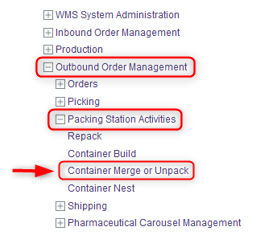 WMS System Administration
Inbound Order Management
Production
Outbound Order Management
Orders
Picking
Packing Station Activities
Repack
Container Build
Container Merge or Unpack
Container Nest
Shipping
Pharmaceutical Carousel Management